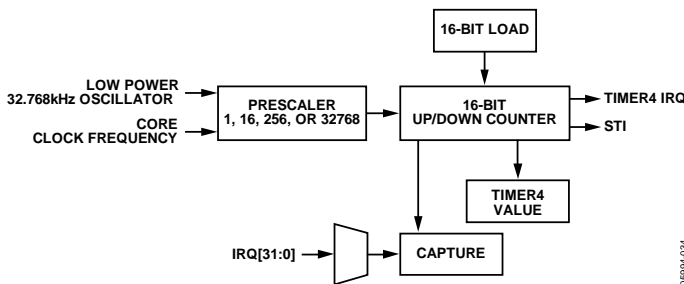 16-BIT LOAD
LOW POWER
32.768kHz OSCILLATOR
CORE
CLOCK FREQUENCY
PRESCALER
1, 16, 256, OR 32768
16-BIT
UP/DOWN COUNTER
TIMER4 IRQ
STI
TIMER4
VALUE
IRQ[31:0]
CAPTURE